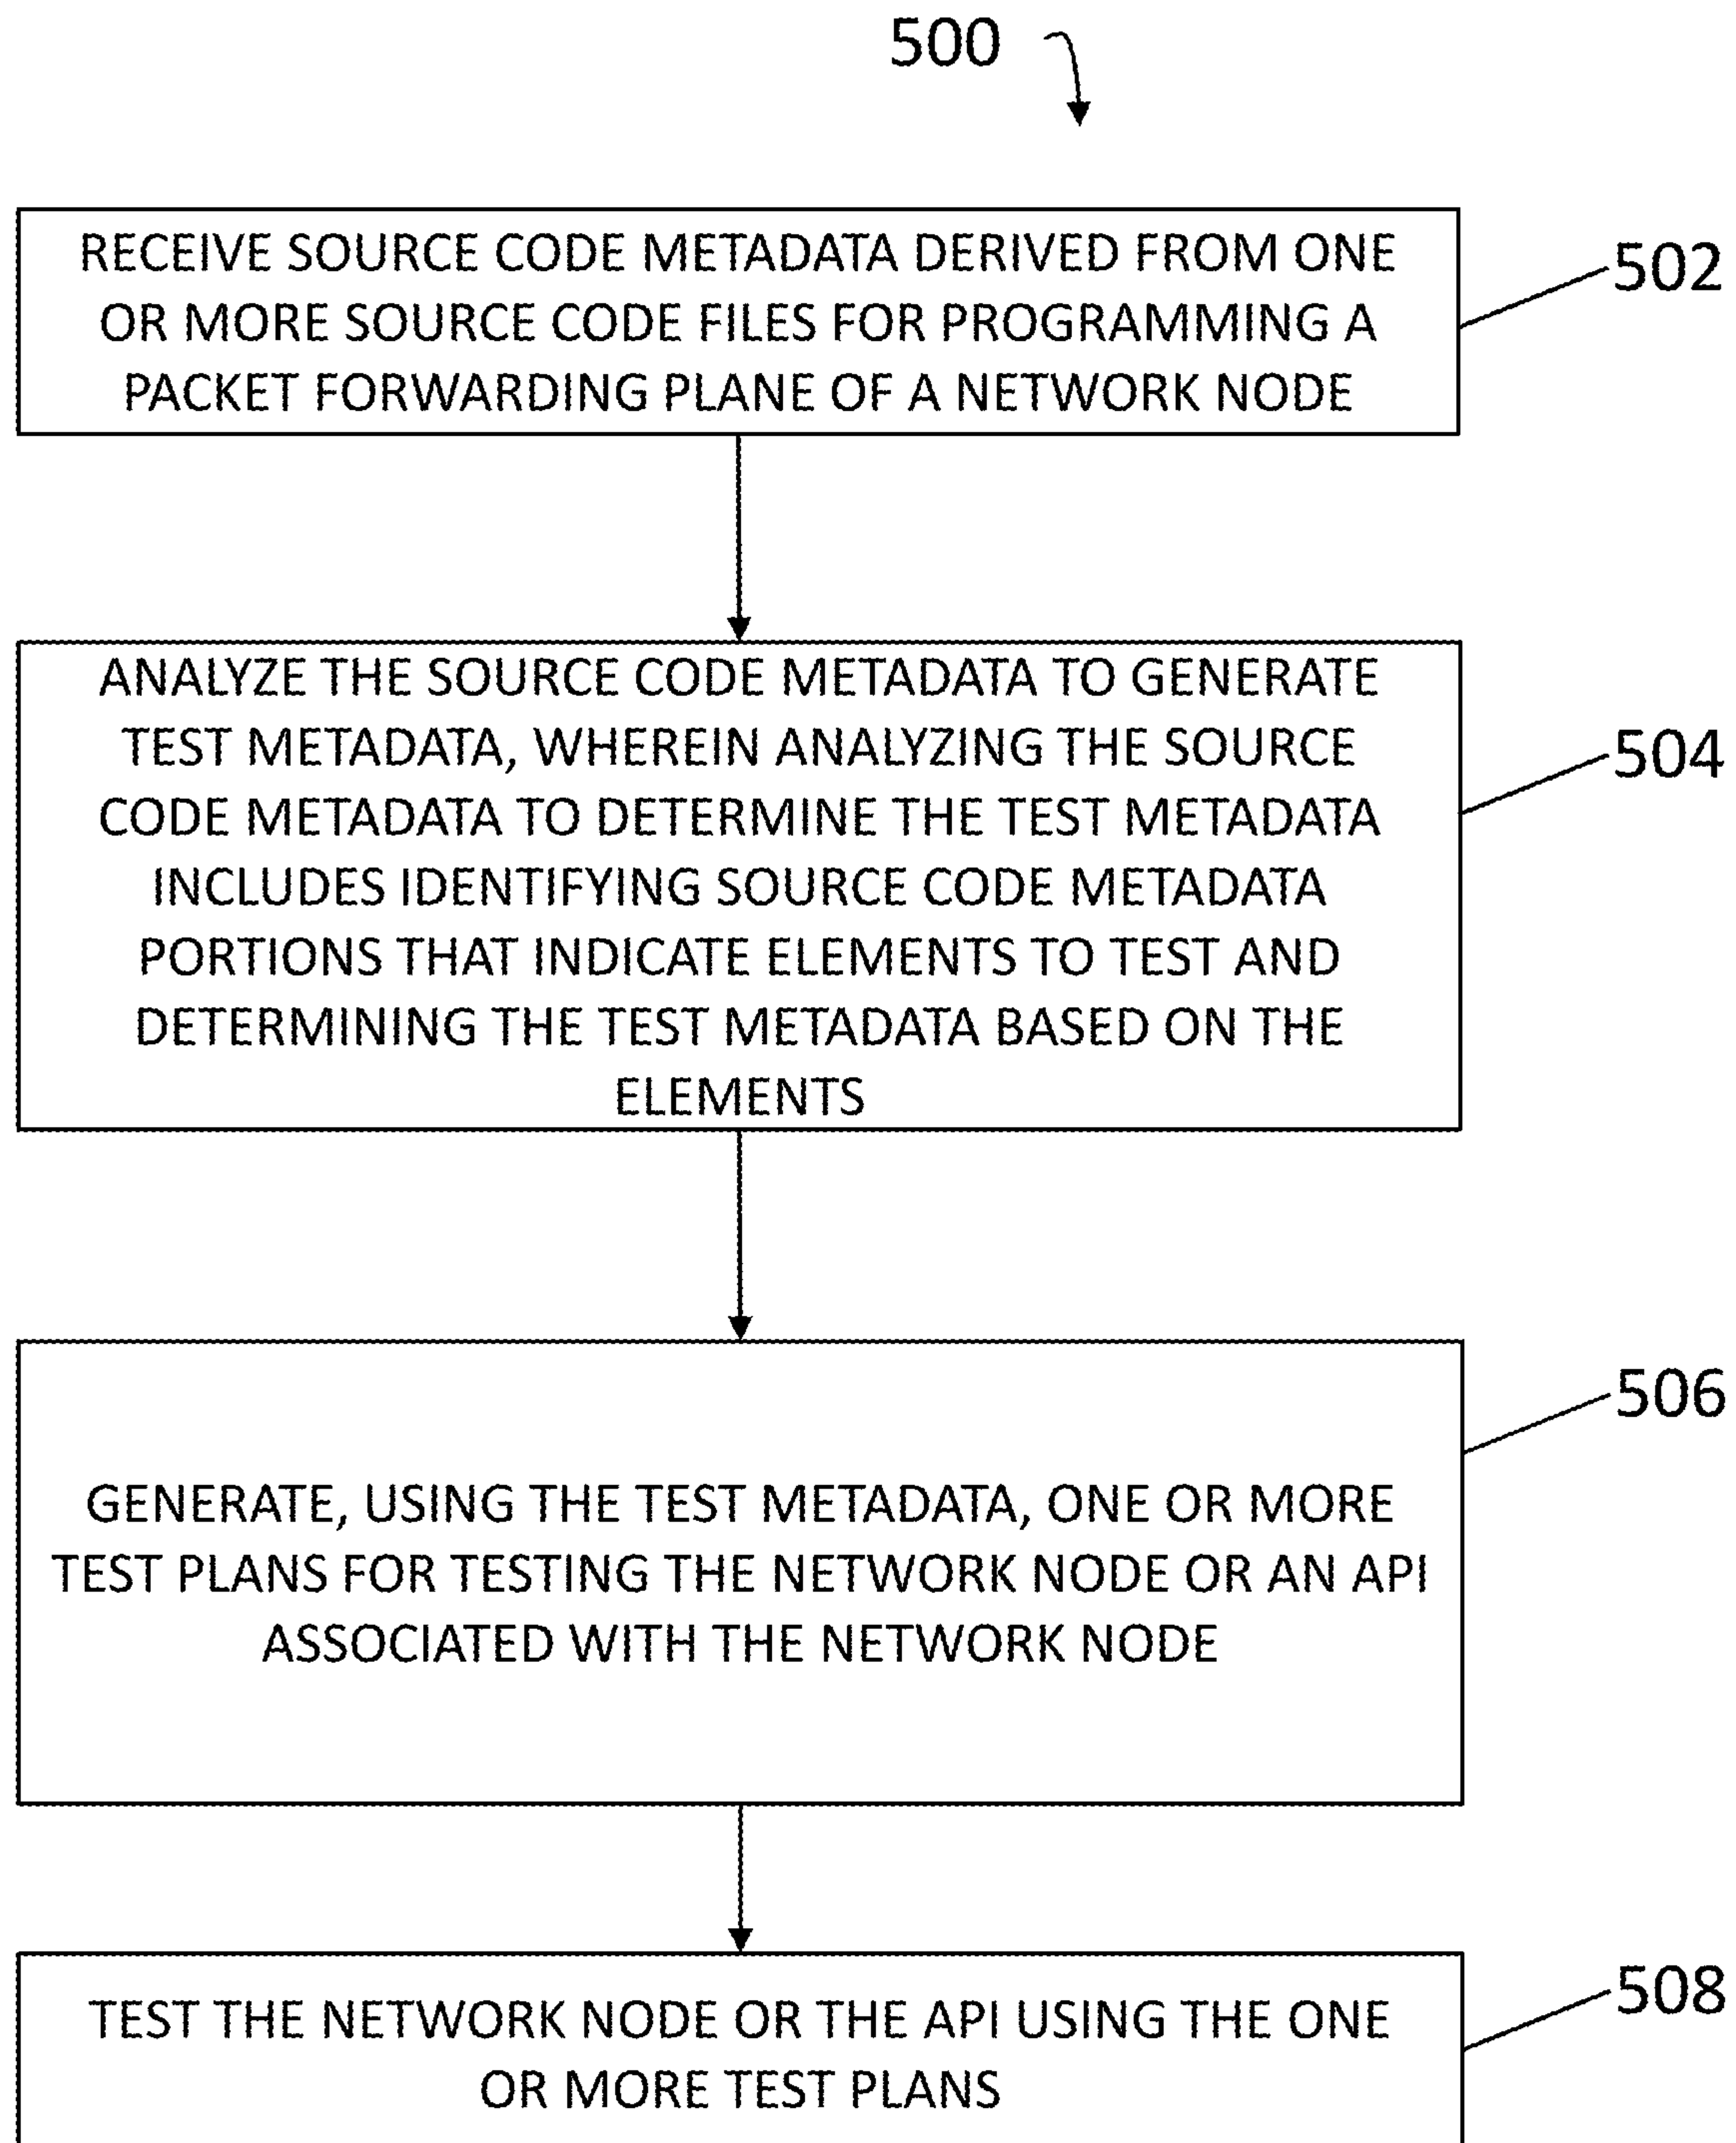 500
RECEIVE SOURCE CODE METADATA DERIVED FROM ONE
OR MORE SOURCE CODE FILES FOR PROGRAMMING A
PACKET FORWARDING PLANE OF A NETWORK NODE
502
ANALYZE THE SOURCE CODE METADATA TO GENERATE
TEST METADATA, WHEREIN ANALYZING THE SOURCE
CODE METADATA TO DETERMINE THE TEST METADATA
INCLUDES IDENTIFYING SOURCE CODE METADATA
PORTIONS THAT INDICATE ELEMENTS TO TEST AND
DETERMINING THE TEST METADATA BASED ON THE
ELEMENTS
504
GENERATE, USING THE TEST METADATA, ONE OR MORE
TEST PLANS FOR TESTING THE NETWORK NODE OR AN API
ASSOCIATED WITH THE NETWORK NODE
506
TEST THE NETWORK NODE OR THE API USING THE ONE
OR MORE TEST PLANS
508